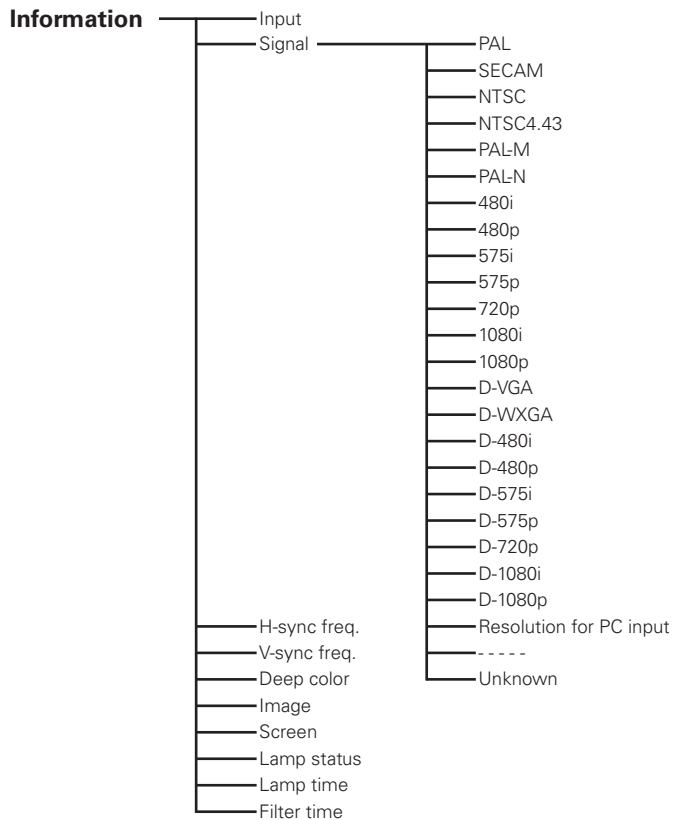 Information
Input
Signal
PAL
SECAM
NTSC
NTSC4.43
PAL-M
PAL-N
480i
480p
575i
575p
720p
1080i
1080p
D-VGA
D-WXGA
D-480i
D-480p
D-575i
D-575p
D-720p
D-1080i
D-1080p
Resolution for PC input
- - - - -
Unknown
H-sync freq.
V-sync freq.
Deep color
Image
Screen
Lamp status
Lamp time
Filter time